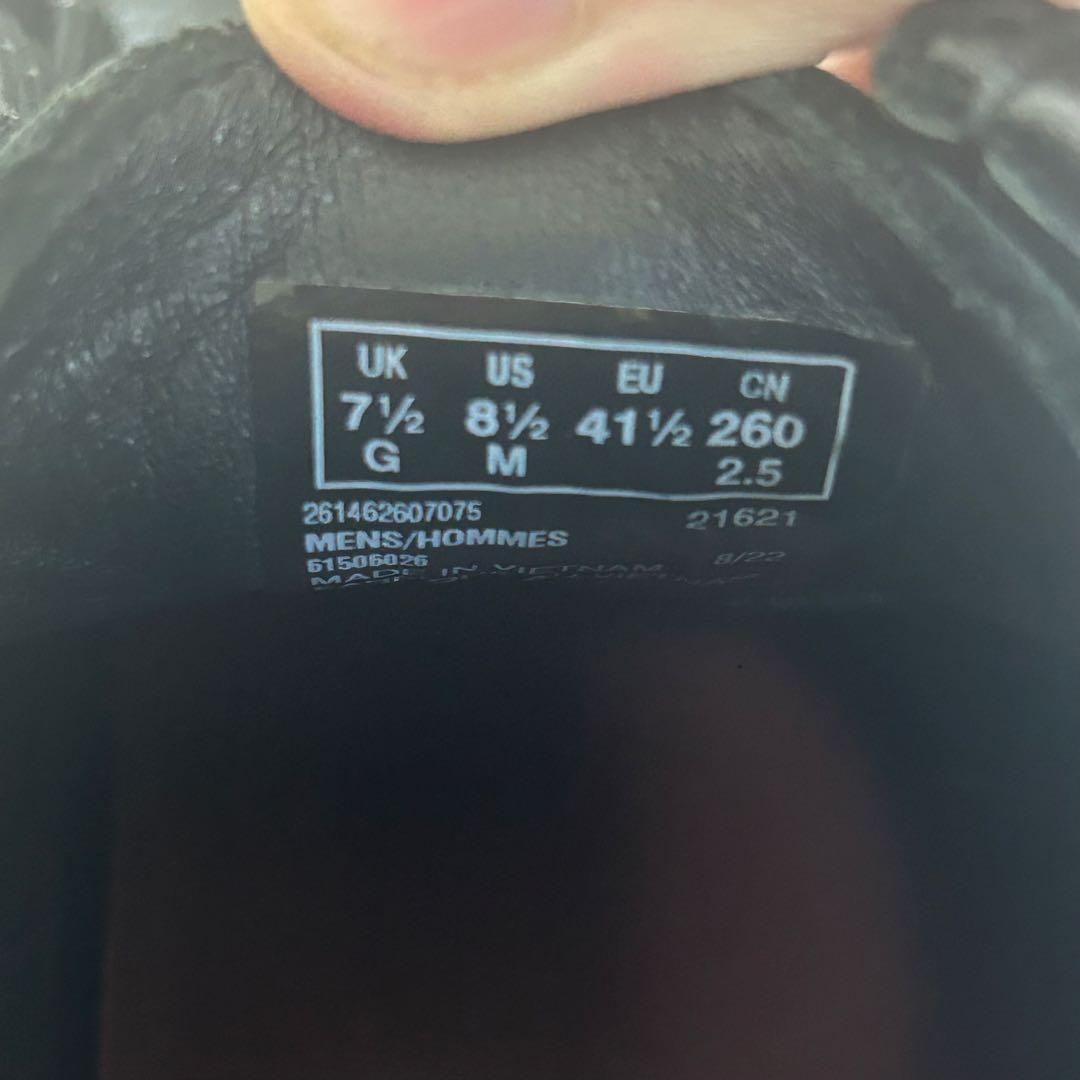 UK US EU CN
7½ 8½ 41½ 260
G M 2.5
261462607075 21621
MENS/HOMMES
61506026 8/22
MADE IN VIETNAM